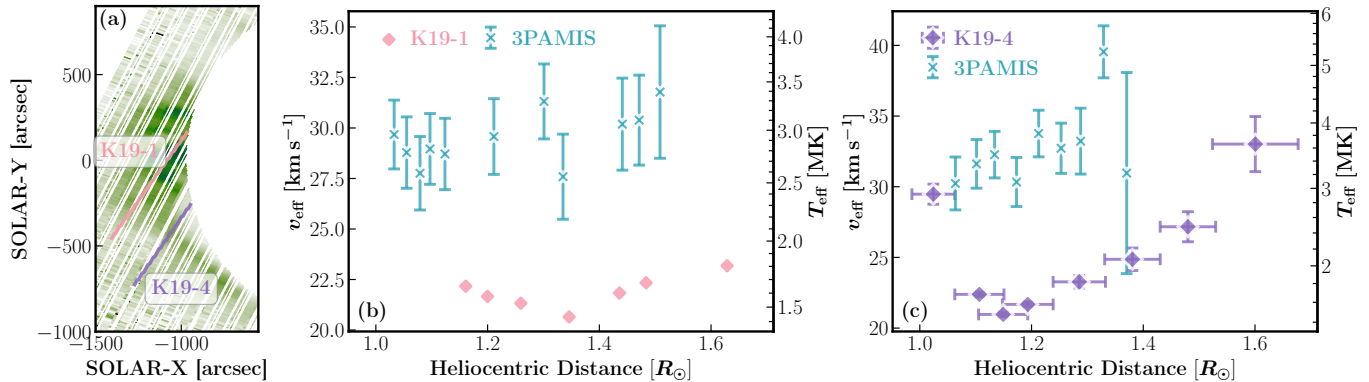 (a)
500
0
−500
−1000
−1500
−1000
SOLAR-Y [arcsec]
SOLAR-X [arcsec]
K19-1
K19-4
35.0
32.5
30.0
27.5
25.0
22.5
20.0
v_eff [km s⁻¹]
K19-1
3PAMIS
(b)
1.0
1.2
1.4
1.6
Heliocentric Distance [R☉]
4.0
3.5
3.0
2.5
2.0
1.5
T_eff [MK]
40
35
30
25
20
v_eff [km s⁻¹]
K19-4
3PAMIS
(c)
1.0
1.2
1.4
1.6
Heliocentric Distance [R☉]
6
5
4
3
2
T_eff [MK]